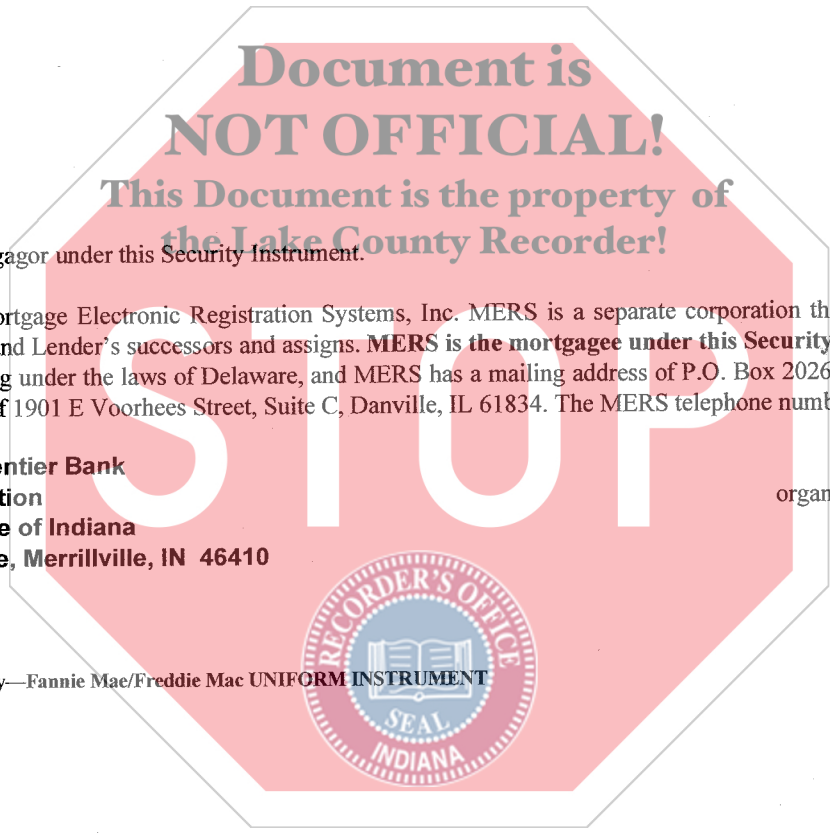 Document is
NOT OFFICIAL!
This Document is the property of
the Lake County Recorder!
gagor under this Security Instrument.
ortgage Electronic Registration Systems, Inc. MERS is a separate corporation th
nd Lender's successors and assigns. MERS is the mortgagee under this Security
g under the laws of Delaware, and MERS has a mailing address of P.O. Box 2026
f 1901 E Voorhees Street, Suite C, Danville, IL 61834. The MERS telephone numb
STOP
entier Bank
tion organ
e of Indiana
e, Merrillville, IN 46410
RECORDER'S OFFICE
SEAL
INDIANA
y—Fannie Mae/Freddie Mac UNIFORM INSTRUMENT